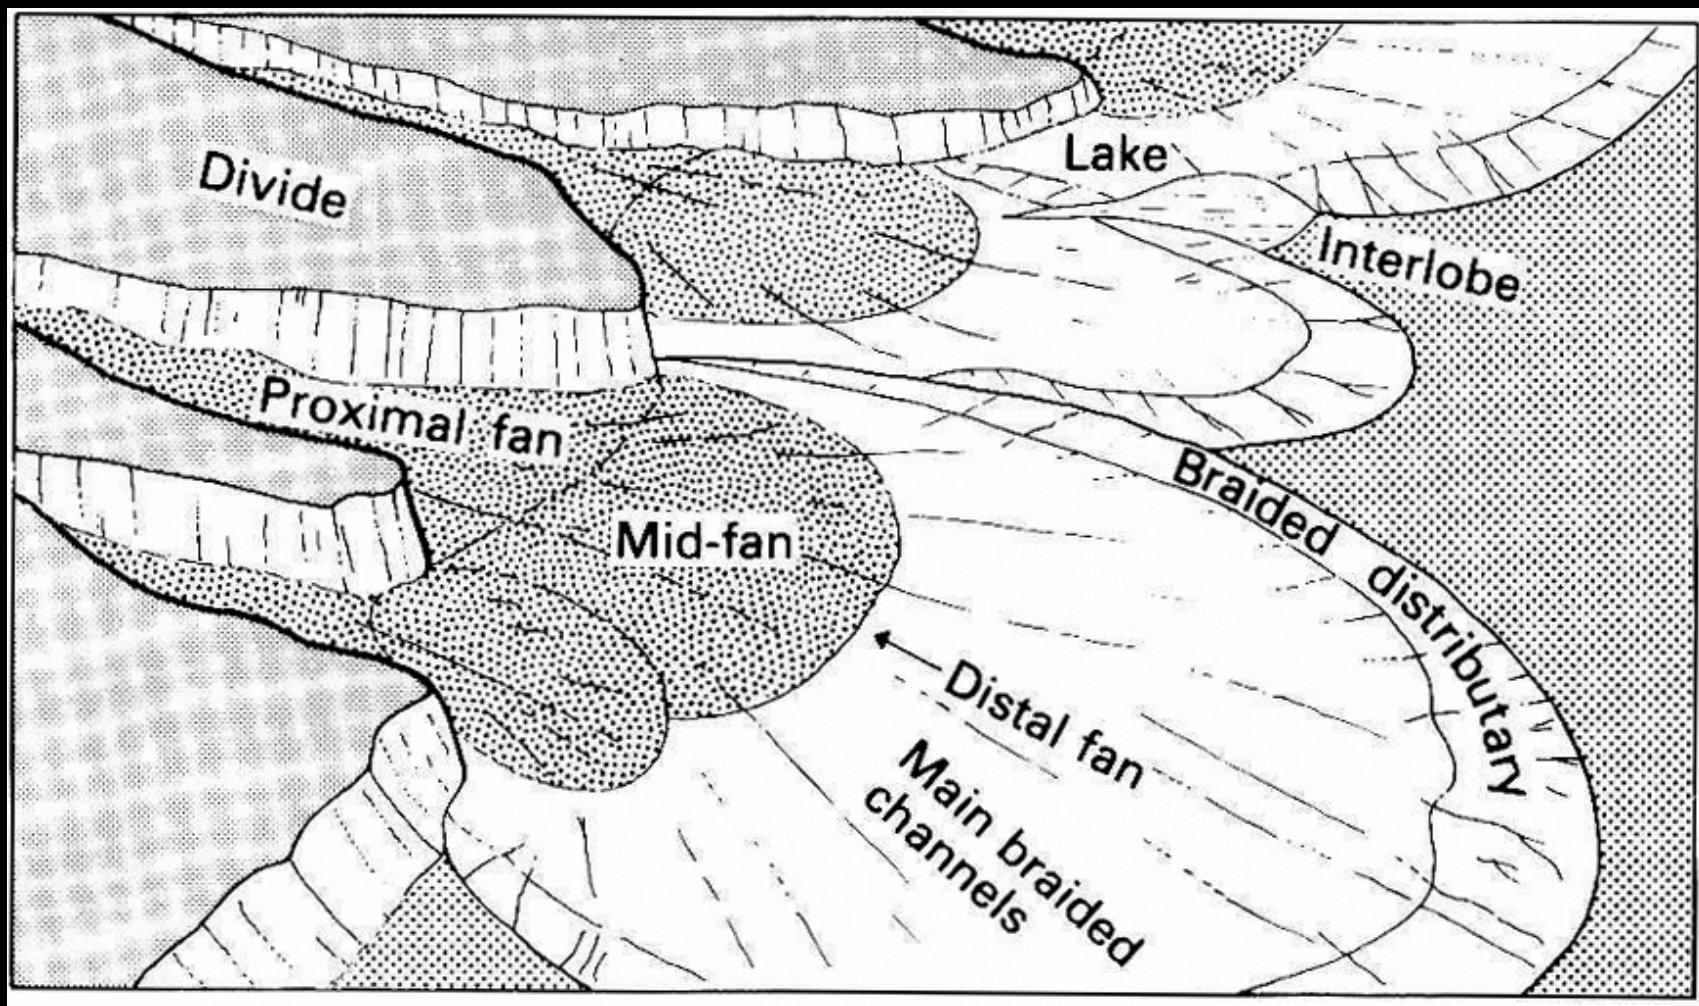 Lake
Divide
Interlobe
Proximal fan
Braided distributary
Mid-fan
Distal fan
Main braided
channels